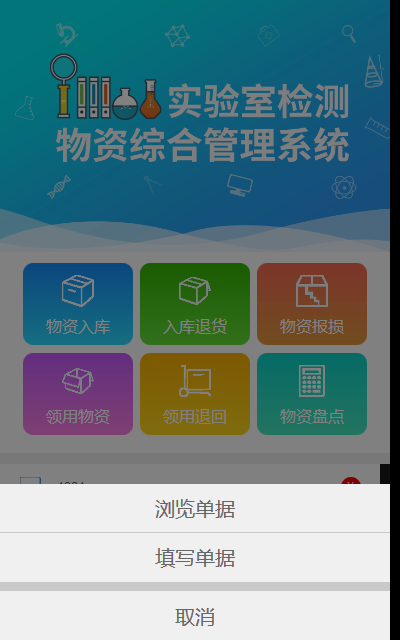 实验室检测
物资综合管理系统
物资入库
入库退货
物资报损
领用物资
领用退回
物资盘点
浏览单据
填写单据
取消